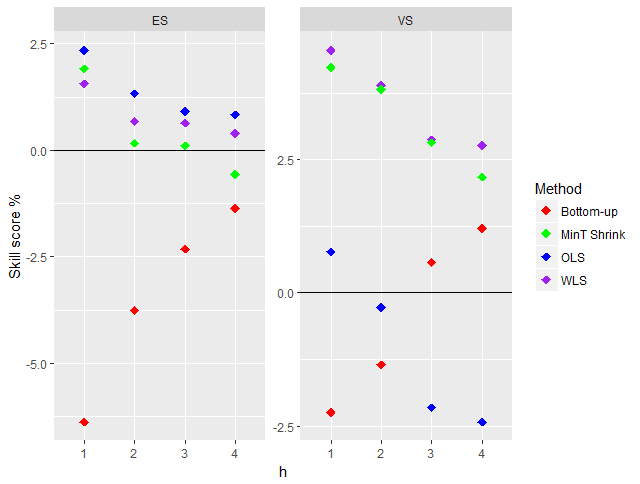 ES
VS
Skill score %
2.5
0.0
-2.5
-5.0
2.5
0.0
-2.5
1 2 3 4
1 2 3 4
h
Method
Bottom-up
MinT Shrink
OLS
WLS